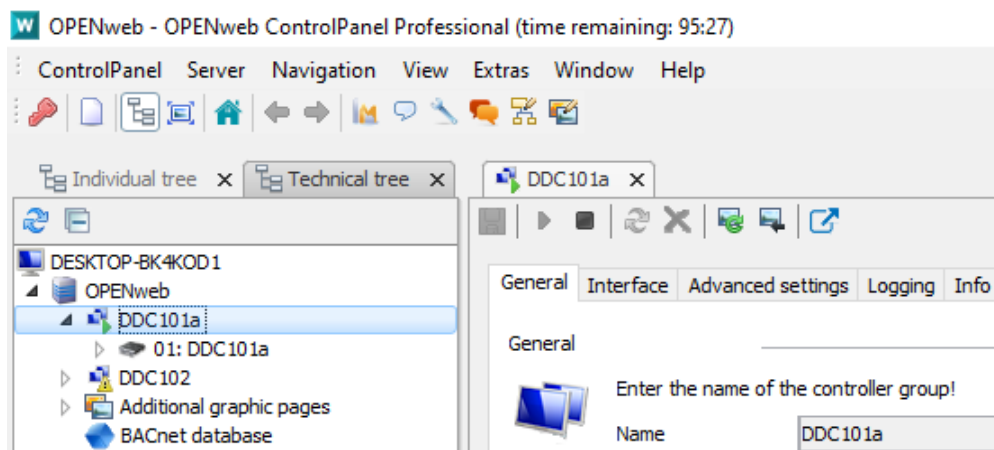 W OPENweb - OPENweb ControlPanel Professional (time remaining: 95:27)
ControlPanel Server Navigation View Extras Window Help
Individual tree x Technical tree x DDC101a x
DESKTOP-BK4KOD1
OPENweb
DDC101a
01: DDC101a
DDC102
Additional graphic pages
BACnet database
General Interface Advanced settings Logging Info
General
Enter the name of the controller group!
Name DDC101a